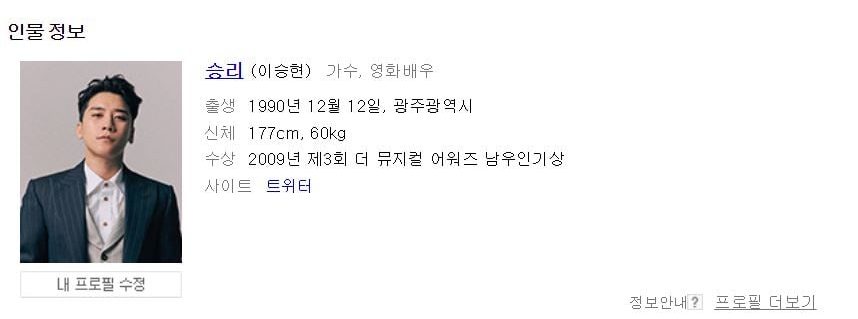 인물 정보
승리 (이승현) 가수, 영화배우
출생 1990년 12월 12일, 광주광역시
신체 177cm, 60kg
수상 2009년 제3회 더 뮤지컬 어워즈 남우인기상
사이트 트위터
내 프로필 수정
정보안내 ? 프로필 더보기